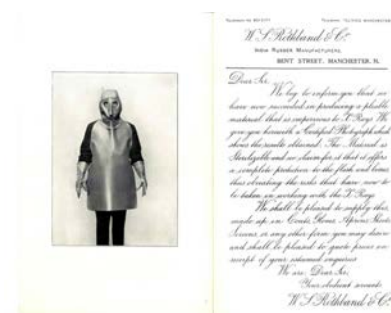 W. S. Rothband & Co.
India Rubber Manufacturers.
BENT STREET, MANCHESTER, N.
Dear Sir,
We beg to inform you that we
have now succeeded in producing a pliable
material that is impervious to X Rays. We
give you herewith a Certified Photograph which
shows the results obtained. The Material is
Sterilizable and we claim for it that it offers
a complete protection to the flesh and bones,
thus obviating the risks that have now to
be taken in working with the X Rays.
We shall be pleased to supply this
made up in Coats, Gloves, Aprons, Sheets,
Screens, or any other form you may desire
and shall be pleased to quote prices on
receipt of your esteemed enquiries
We are, Dear Sir,
Your obedient servants
W. S. Rothband & Co.